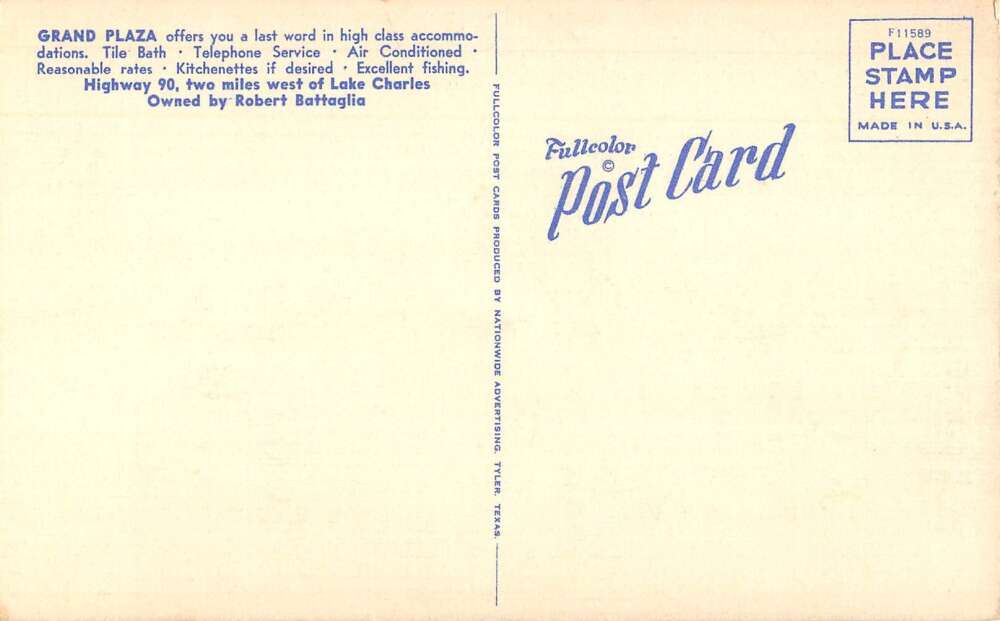 GRAND PLAZA offers you a last word in high class accommo-
dations. Tile Bath · Telephone Service · Air Conditioned ·
Reasonable rates · Kitchenettes if desired · Excellent fishing.
Highway 90, two miles west of Lake Charles
Owned by Robert Battaglia
FULLCOLOR POST CARDS PRODUCED BY NATIONWIDE ADVERTISING, TYLER, TEXAS.
Fullcolor
©
Post Card
F11589
PLACE
STAMP
HERE
MADE IN U.S.A.